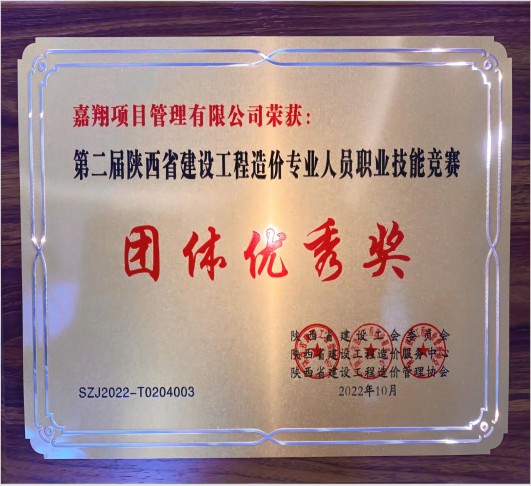 嘉翔项目管理有限公司荣获：
第二届陕西省建设工程造价专业人员职业技能竞赛
团体优秀奖
陕西省建设工会委员会
陕西省建设工程造价服务中心
SZJ2022-T0204003
陕西省建设工程造价管理协会
2022年10月